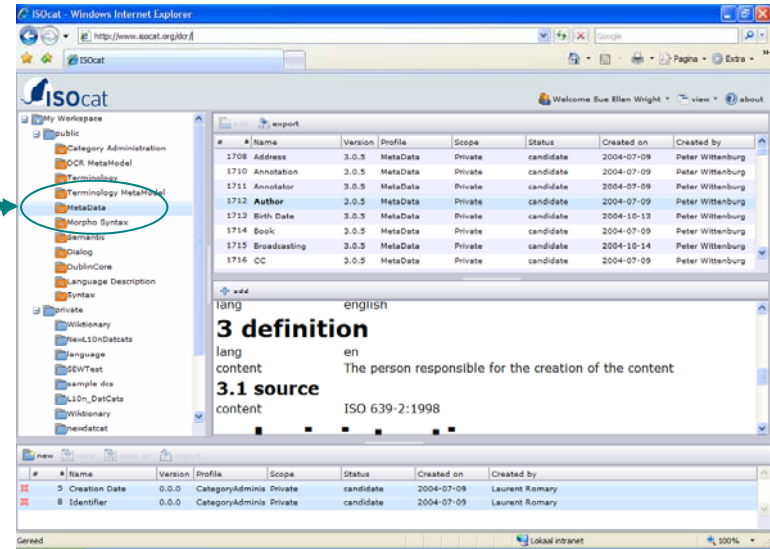 ISOcat - Windows Internet Explorer
http://www.isocat.org/dcr/
Google
ISOcat
Pagina
Extra
ISOcat
Welcome Sue Ellen Wright
view
about
My Workspace
public
Category Administration
DCR MetaModel
Terminology
Terminology MetaModel
MetaData
Morpho Syntax
Semantic
Dialog
DublinCore
Language Description
Syntax
private
Wiktionary
NewL10nDatcats
language
SEWTest
sample dcs
L10n_DatCats
Wiktionary
newdatcat
edit export
# Name Version Profile Scope Status Created on Created by
1708 Address 3.0.5 MetaData Private candidate 2004-07-09 Peter Wittenburg
1710 Annotation 3.0.5 MetaData Private candidate 2004-07-09 Peter Wittenburg
1711 Annotator 3.0.5 MetaData Private candidate 2004-07-09 Peter Wittenburg
1712 Author 3.0.5 MetaData Private candidate 2004-07-09 Peter Wittenburg
1713 Birth Date 3.0.5 MetaData Private candidate 2004-10-13 Peter Wittenburg
1714 Book 3.0.5 MetaData Private candidate 2004-07-09 Peter Wittenburg
1715 Broadcasting 3.0.5 MetaData Private candidate 2004-10-14 Peter Wittenburg
1716 CC 3.0.5 MetaData Private candidate 2004-07-09 Peter Wittenburg
add
lang english
3 definition
lang en
content The person responsible for the creation of the content
3.1 source
content ISO 639-2:1998
new save save as export
# # Name Version Profile Scope Status Created on Created by
5 Creation Date 0.0.0 CategoryAdminis Private candidate 2004-07-09 Laurent Romary
8 Identifier 0.0.0 CategoryAdminis Private candidate 2004-07-09 Laurent Romary
Gereed
Lokaal intranet
100%